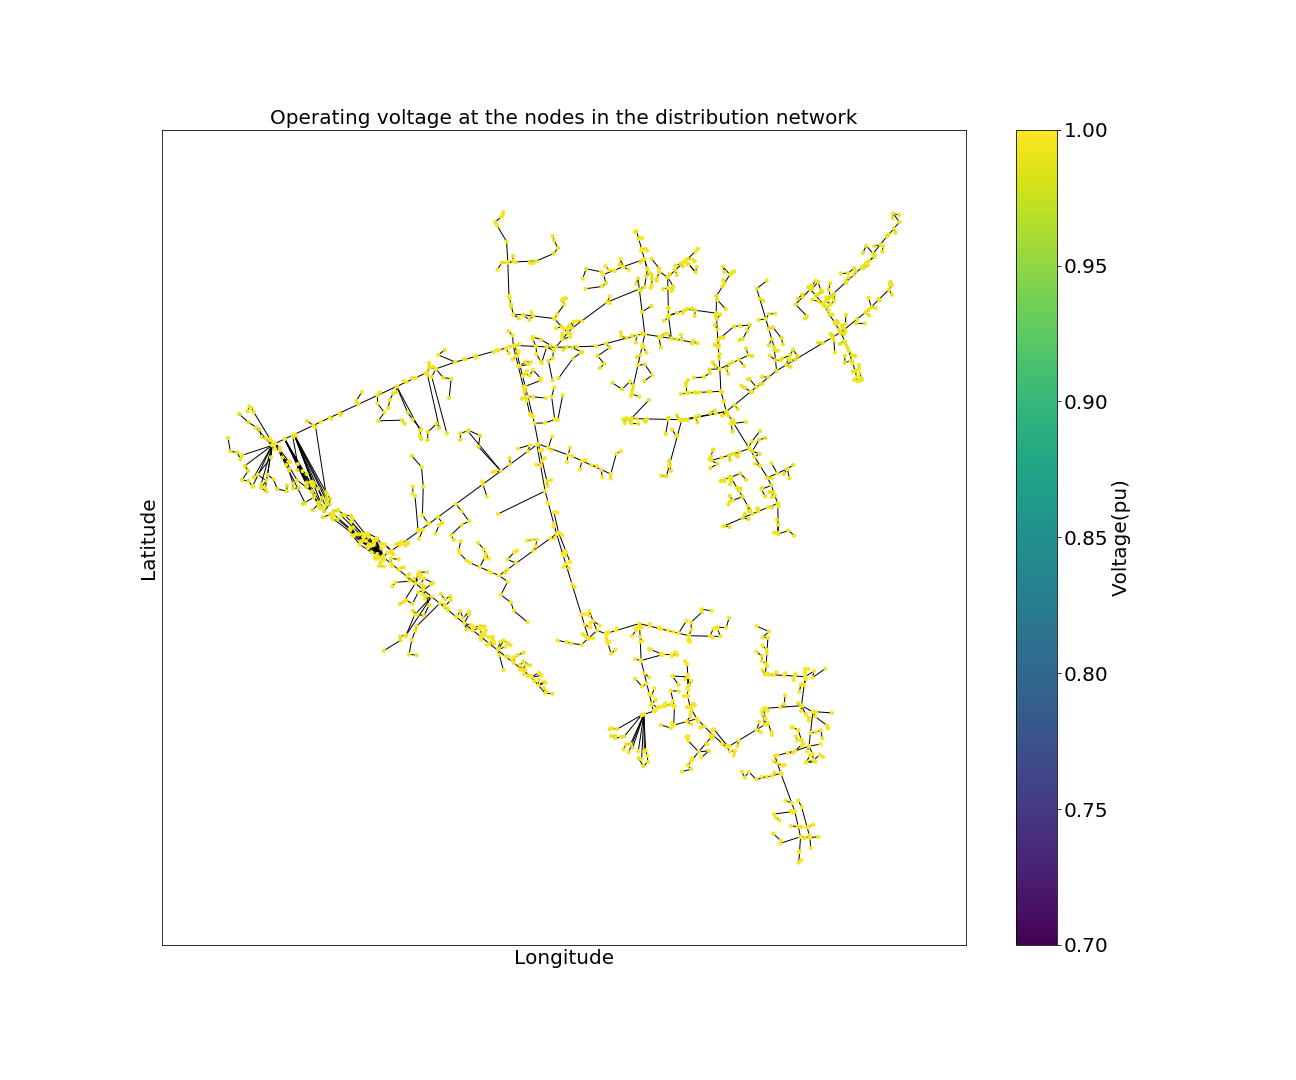 Operating voltage at the nodes in the distribution network
Latitude
Longitude
1.00
0.95
0.90
0.85
0.80
0.75
0.70
Voltage(pu)